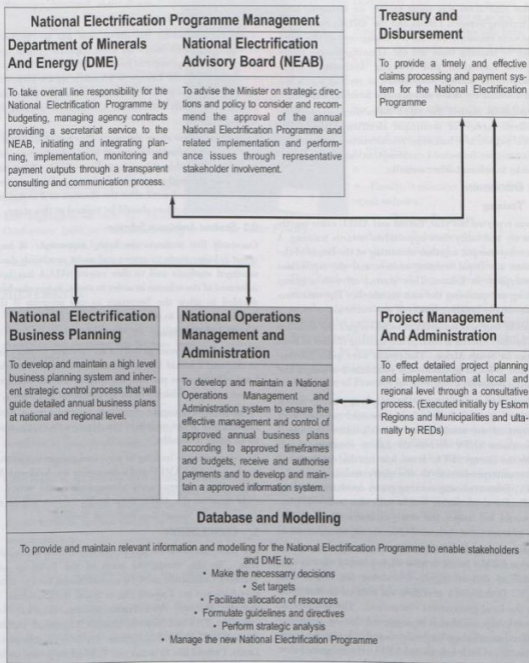 National Electrification Programme Management
Department of Minerals
And Energy (DME)
To take overall line responsibility for the
National Electrification Programme by
budgeting, managing agency contracts
providing a secretariat service to the
NEAB, initiating and integrating plan-
ning, implementation, monitoring and
payment outputs through a transparent
consulting and communication process.
National Electrification
Advisory Board (NEAB)
To advise the Minister on strategic direc-
tions and policy to consider and recom-
mend the approval of the annual
National Electrification Programme and
related implementation and perform-
ance issues through representative
stakeholder involvement.
Treasury and
Disbursement
To provide a timely and effective
claims processing and payment sys-
tem for the National Electrification
Programme
National Electrification
Business Planning
To develop and maintain a high level
business planning system and inher-
ent strategic control process that will
guide detailed annual business plans
at national and regional level.
National Operations
Management and
Administration
To develop and maintain a National
Operations Management and
Administration system to ensure the
effective management and control of
approved annual business plans
according to approved timeframes
and budgets, receive and authorise
payments and to develop and main-
tain a approved information system.
Project Management
And Administration
To effect detailed project planning
and implementation at local and
regional level through a consultative
process. (Executed initially by Eskom
Regions and Municipalities and ulta-
malty by REDs)
Database and Modelling
To provide and maintain relevant information and modelling for the National Electrification Programme to enable stakeholders
and DME to:
• Make the necessarry decisions
• Set targets
• Facilitate allocation of resources
• Formulate guidelines and directives
• Perform strategic analysis
• Manage the new National Electrification Programme